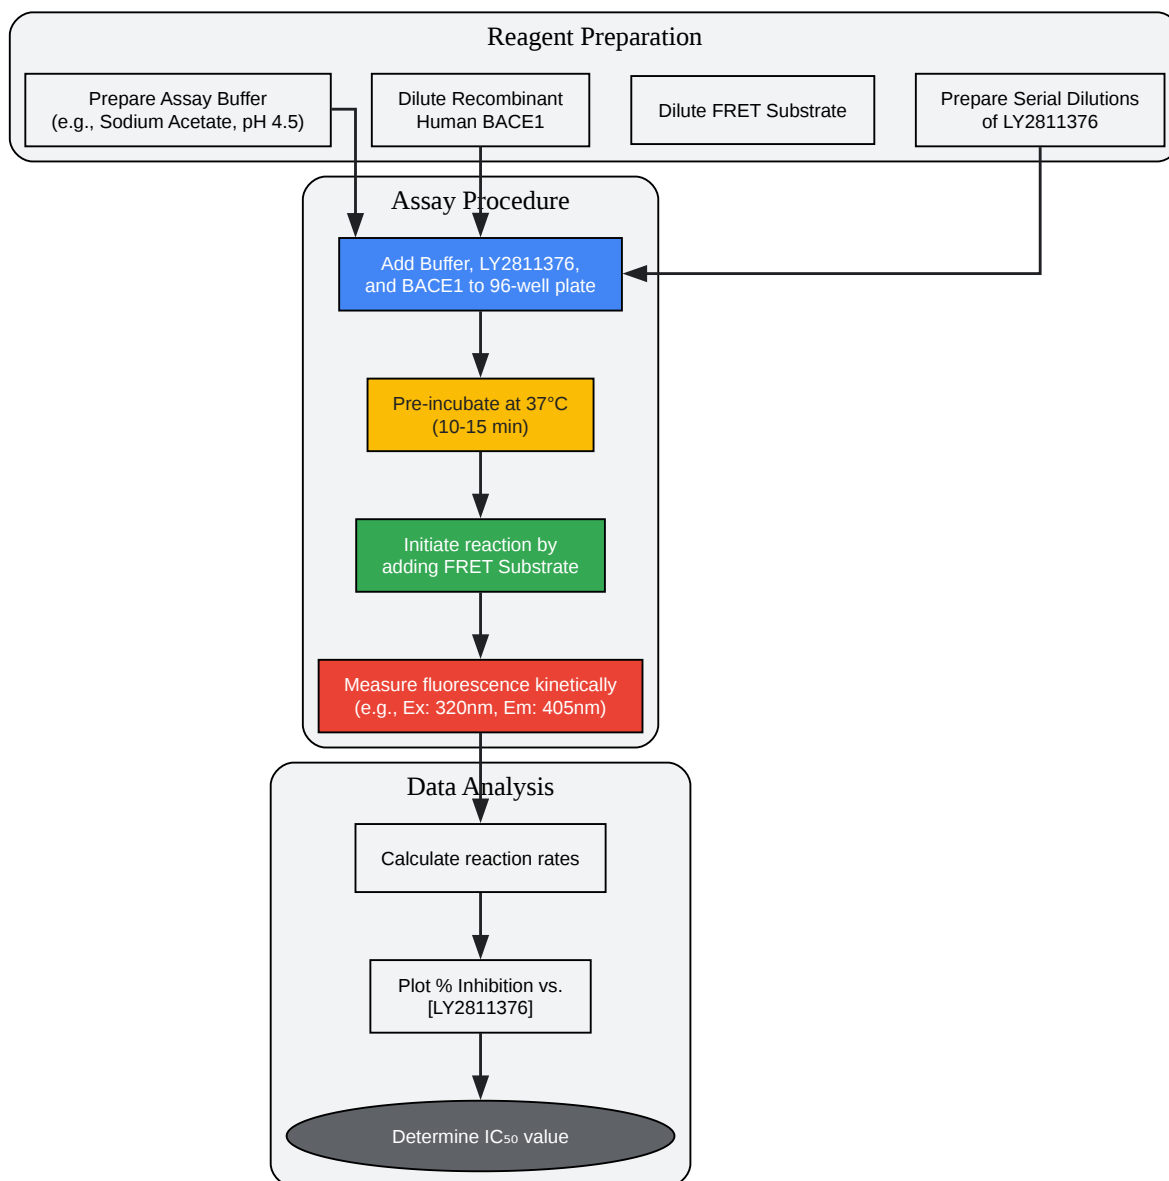 Reagent Preparation
Prepare Assay Buffer
(e.g., Sodium Acetate, pH 4.5)
Dilute Recombinant
Human BACE1
Dilute FRET Substrate
Prepare Serial Dilutions
of LY2811376
Assay Procedure
Add Buffer, LY2811376,
and BACE1 to 96-well plate
Pre-incubate at 37°C
(10-15 min)
Initiate reaction by
adding FRET Substrate
Measure fluorescence kinetically
(e.g., Ex: 320nm, Em: 405nm)
Data Analysis
Calculate reaction rates
Plot % Inhibition vs.
[LY2811376]
Determine IC₅₀ value